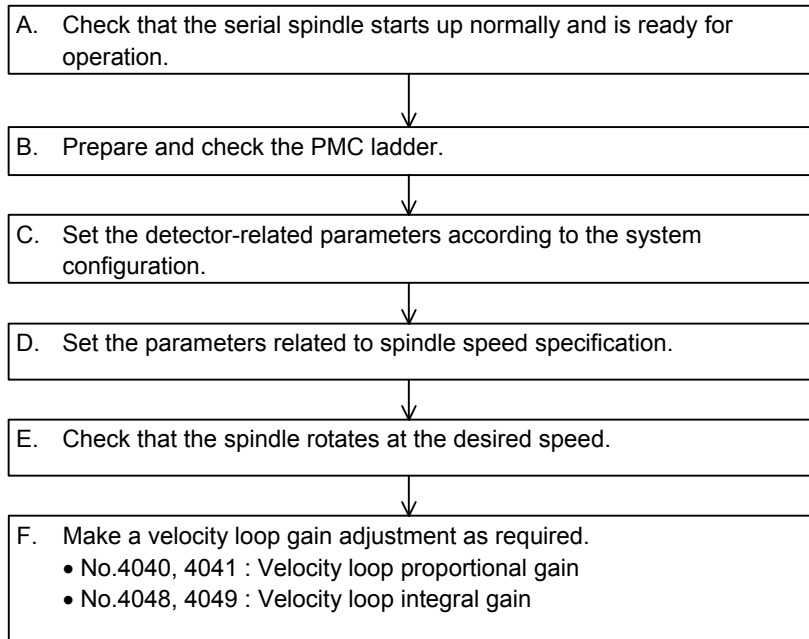 A. Check that the serial spindle starts up normally and is ready for
operation.
B. Prepare and check the PMC ladder.
C. Set the detector-related parameters according to the system
configuration.
D. Set the parameters related to spindle speed specification.
E. Check that the spindle rotates at the desired speed.
F. Make a velocity loop gain adjustment as required.
• No.4040, 4041 : Velocity loop proportional gain
• No.4048, 4049 : Velocity loop integral gain